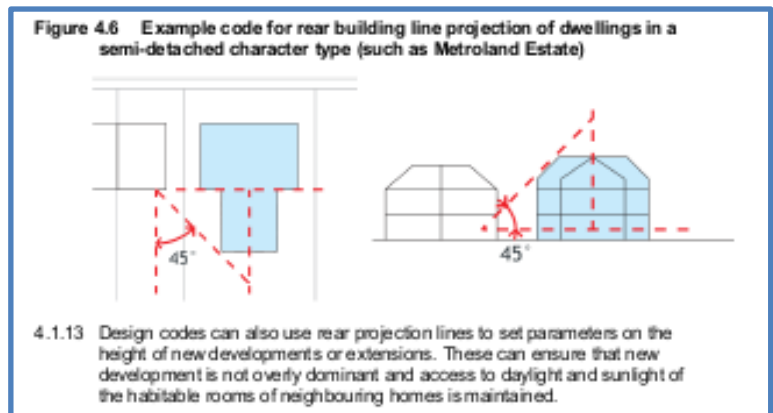 Figure 4.6 Example code for rear building line projection of dwellings in a
semi-detached character type (such as Metroland Estate)
45°
45°
4.1.13 Design codes can also use rear projection lines to set parameters on the
height of new developments or extensions. These can ensure that new
development is not overly dominant and access to daylight and sunlight of
the habitable rooms of neighbouring homes is maintained.